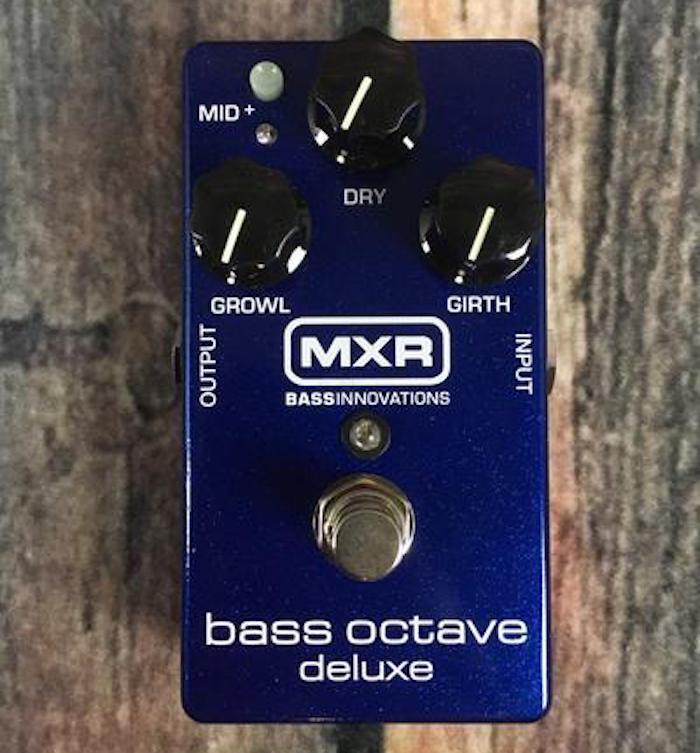 MID+
DRY
GROWL
GIRTH
OUTPUT
INPUT
MXR
BASSINNOVATIONS
bass octave
deluxe